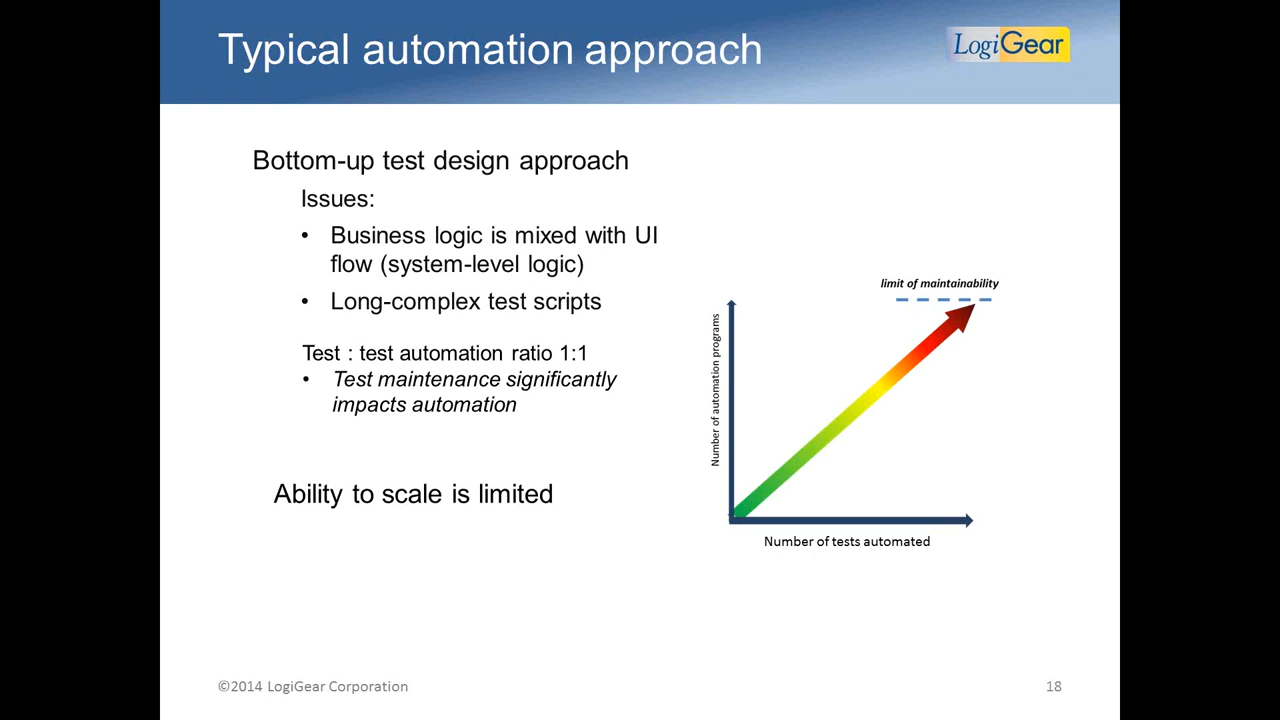 Typical automation approach
LogiGear
Bottom-up test design approach
Issues:
• Business logic is mixed with UI
flow (system-level logic)
• Long-complex test scripts
Test : test automation ratio 1:1
• Test maintenance significantly
impacts automation
Ability to scale is limited
limit of maintainability
Number of automation programs
Number of tests automated
©2014 LogiGear Corporation
18